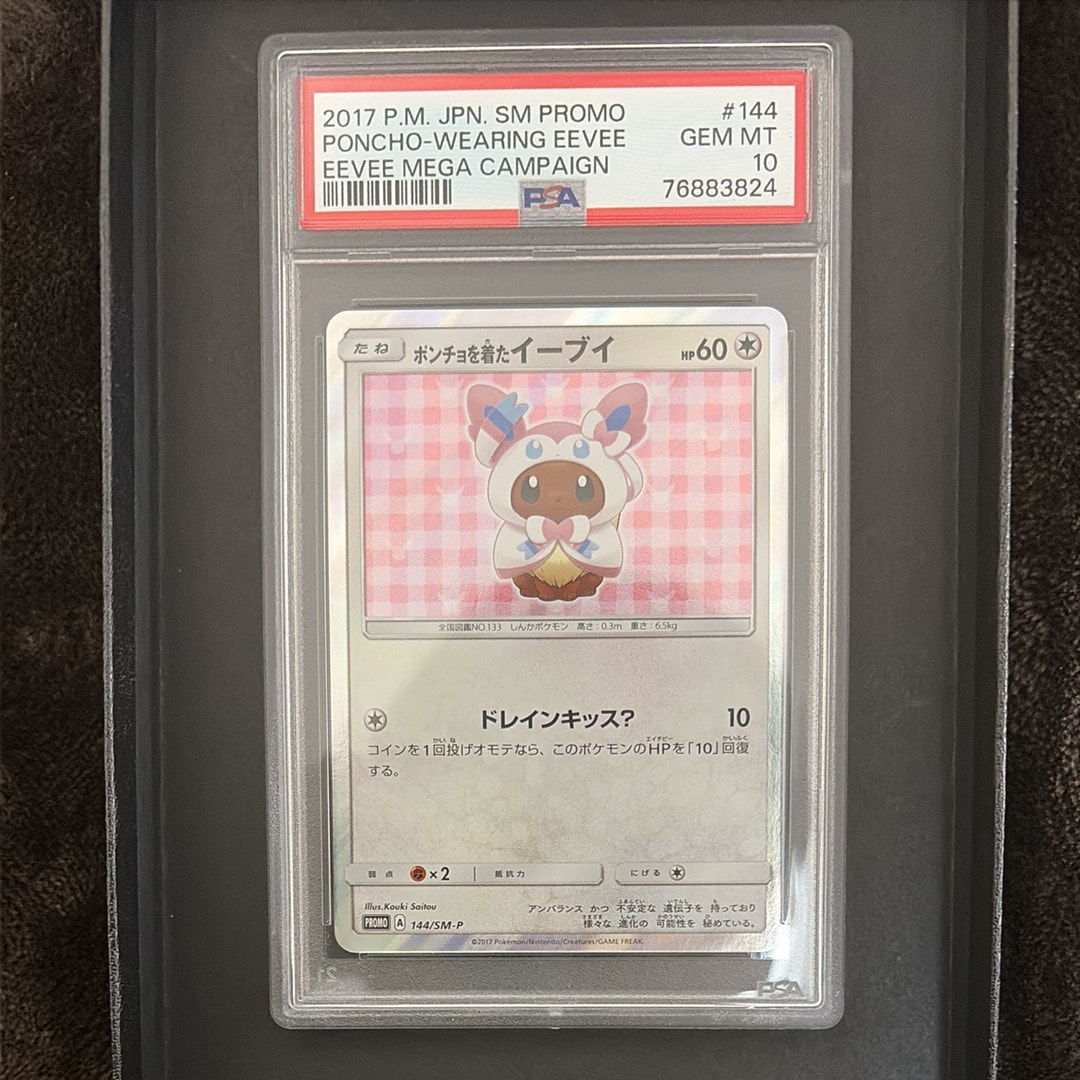 2017 P.M. JPN. SM PROMO #144
PONCHO-WEARING EEVEE GEM MT
EEVEE MEGA CAMPAIGN 10
PSA 76883824
たね ポンチョを着たイーブイ HP60
全国図鑑NO.133 しんかポケモン 高さ:0.3m 重さ:6.5kg
ドレインキッス? 10
コインを1回投げオモテなら、このポケモンのHPを「10」回復
する。
弱点 ×2 抵抗力 にげる
Illus.Kouki Saitou
アンバランス かつ 不安定な 遺伝子を 持っており
PROMO A 144/SM-P 様々な 進化の 可能性を 秘めている。
©2017 Pokémon/Nintendo/Creatures/GAME FREAK.
PSA